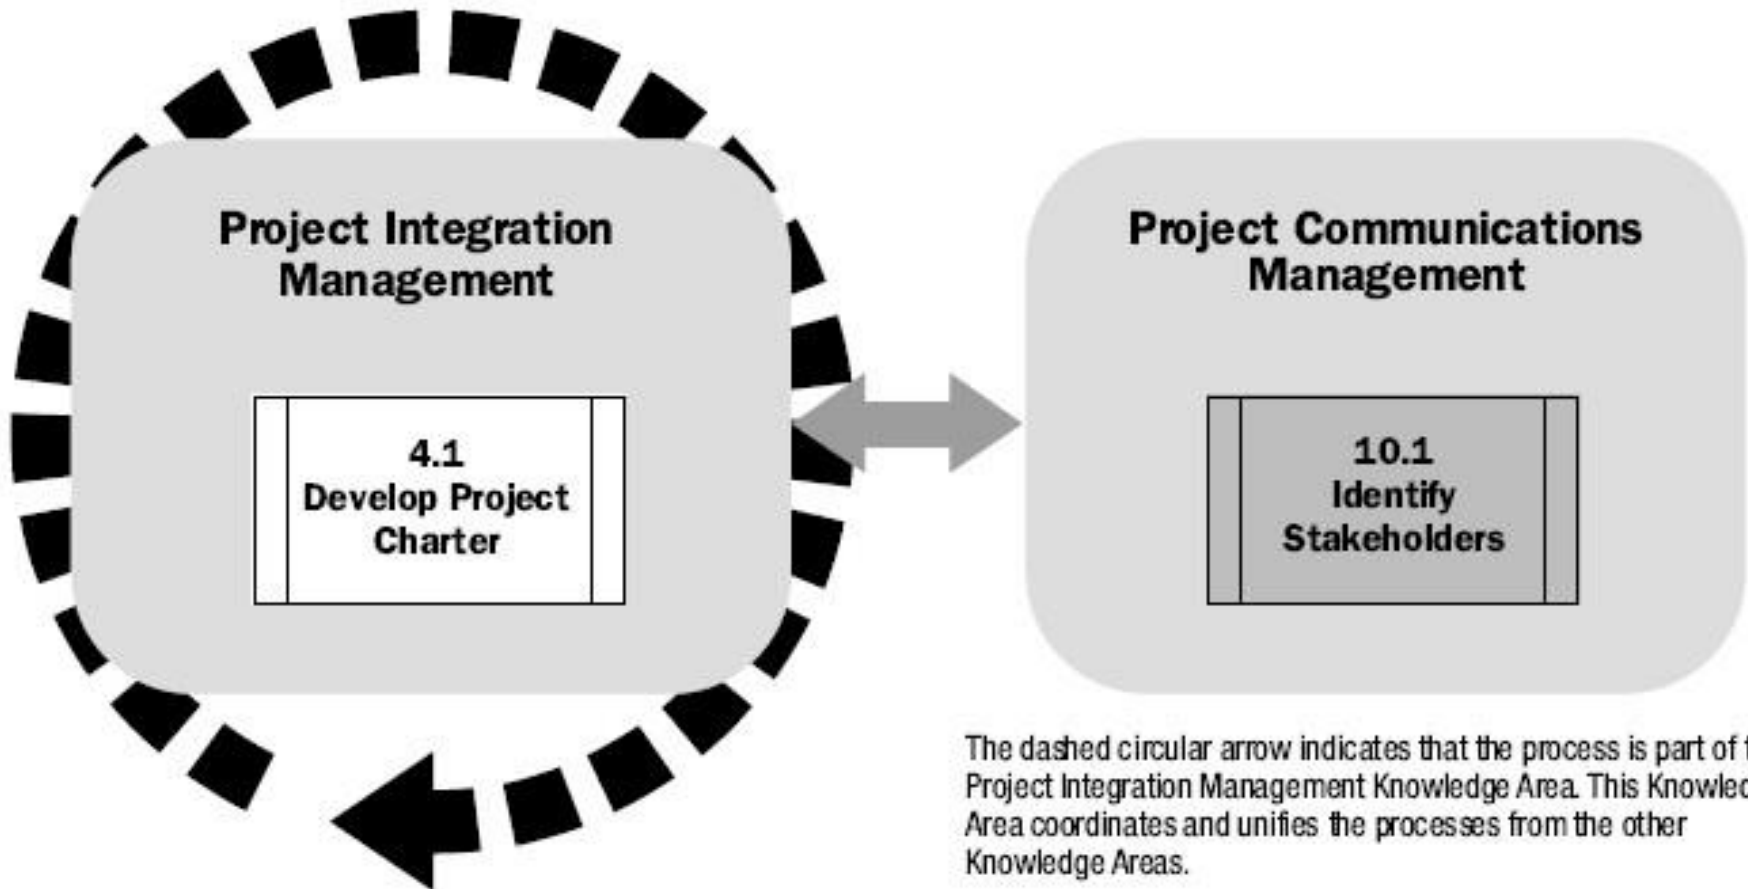 Project Integration
Management
4.1
Develop Project
Charter
Project Communications
Management
10.1
Identify
Stakeholders
The dashed circular arrow indicates that the process is part of
Project Integration Management Knowledge Area. This
Area coordinates and unifies the processes from the other
Knowledge Areas.